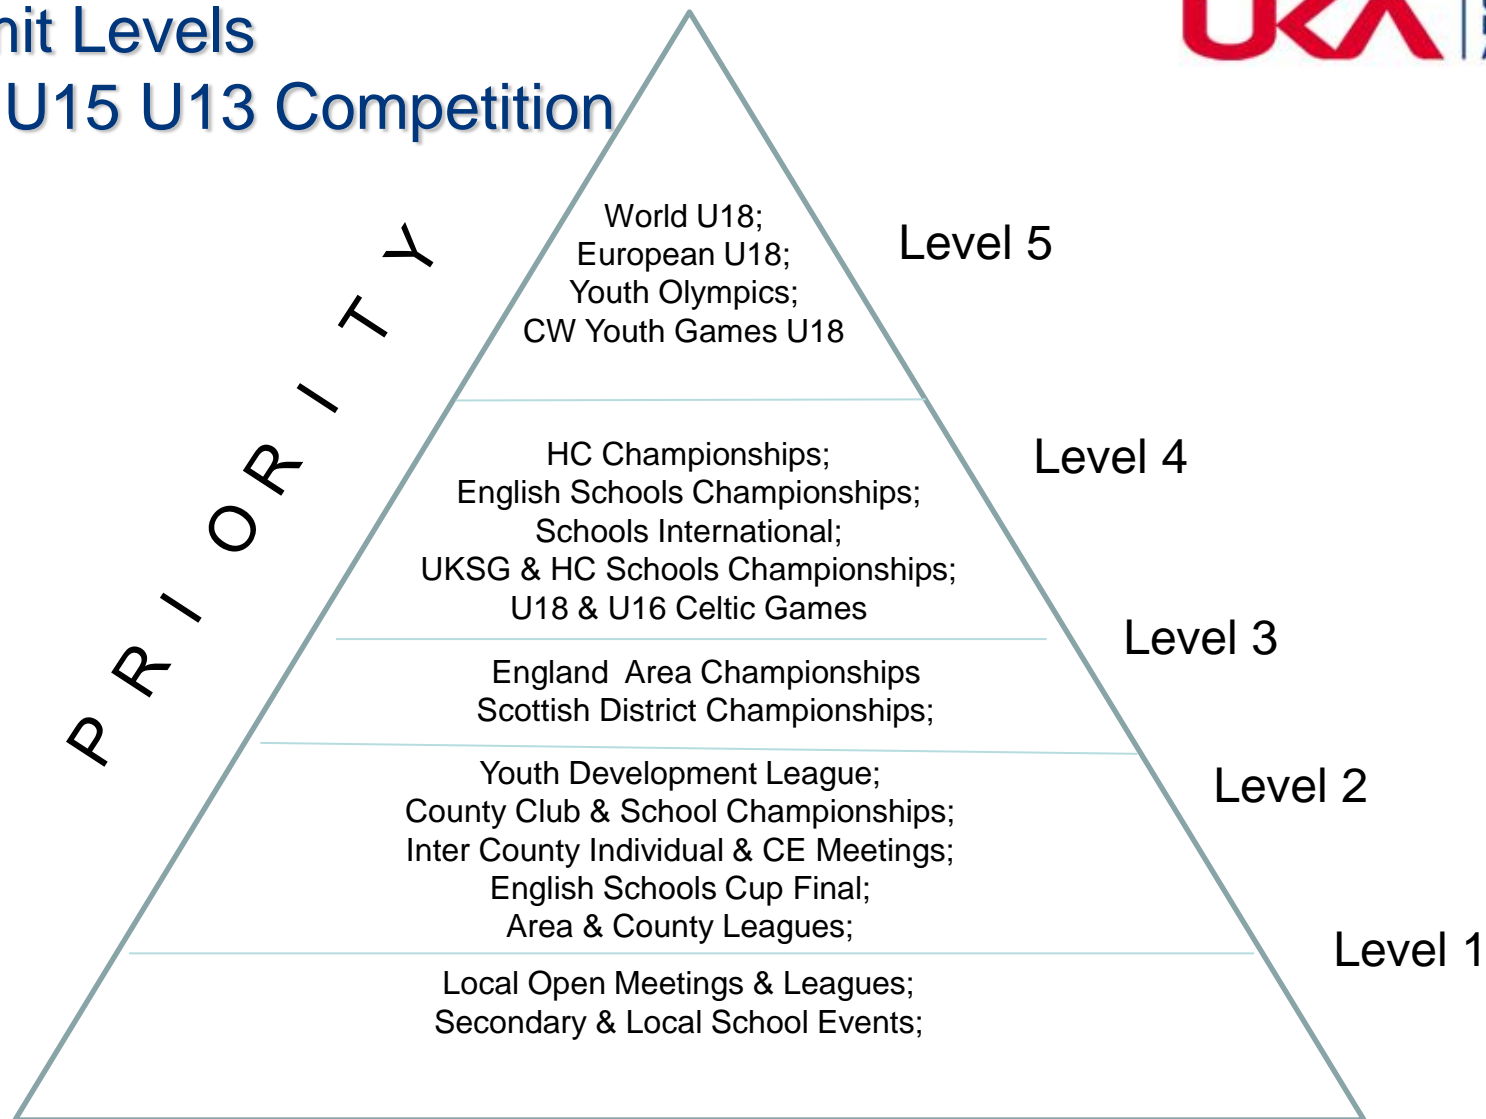 mit Levels
U15 U13 Competition
UKA
PRIORITY
World U18;
European U18;
Youth Olympics;
CW Youth Games U18
Level 5
HC Championships;
English Schools Championships;
Schools International;
UKSG & HC Schools Championships;
U18 & U16 Celtic Games
Level 4
England Area Championships
Scottish District Championships;
Level 3
Youth Development League;
County Club & School Championships;
Inter County Individual & CE Meetings;
English Schools Cup Final;
Area & County Leagues;
Level 2
Local Open Meetings & Leagues;
Secondary & Local School Events;
Level 1